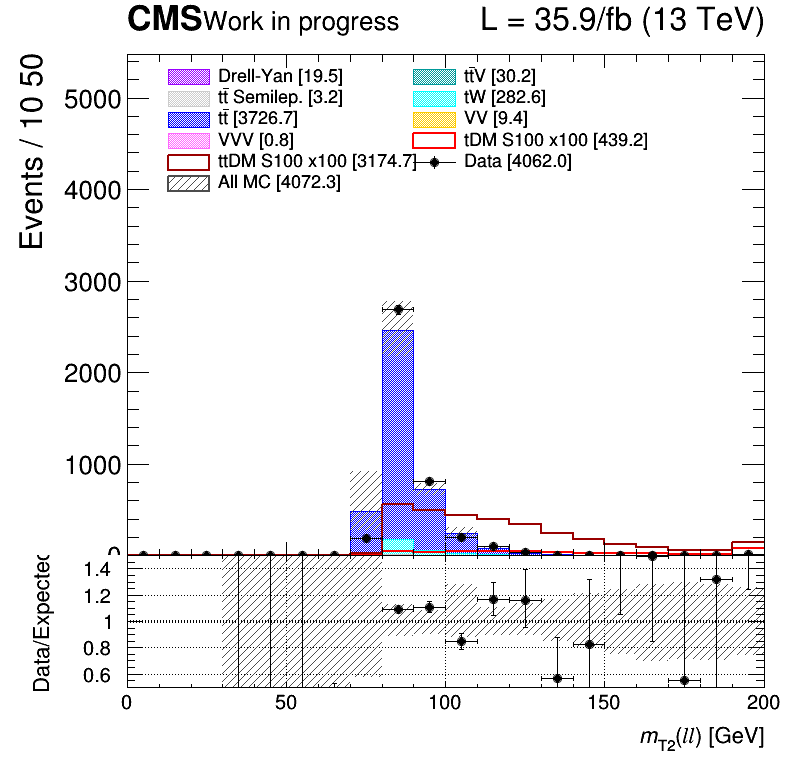 CMS Work in progress L = 35.9/fb (13 TeV)
Events / 10 50
Drell-Yan [19.5] tt̄V [30.2]
tt̄ Semilep. [3.2] tW [282.6]
tt̄ [3726.7] VV [9.4]
VVV [0.8] tDM S100 x100 [439.2]
ttDM S100 x100 [3174.7] Data [4062.0]
All MC [4072.3]
5000
4000
3000
2000
1000
0
Data/Expected
1.4
1.2
1
0.8
0.6
0 50 100 150 200
mT2(ll) [GeV]